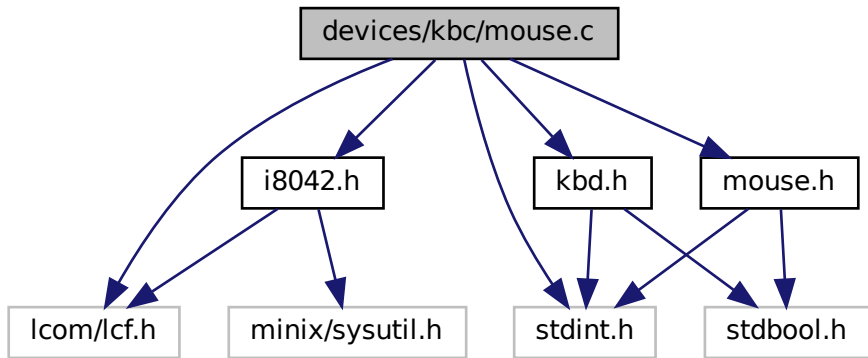 devices/kbc/mouse.c
i8042.h
kbd.h
mouse.h
lcom/lcf.h
minix/sysutil.h
stdint.h
stdbool.h